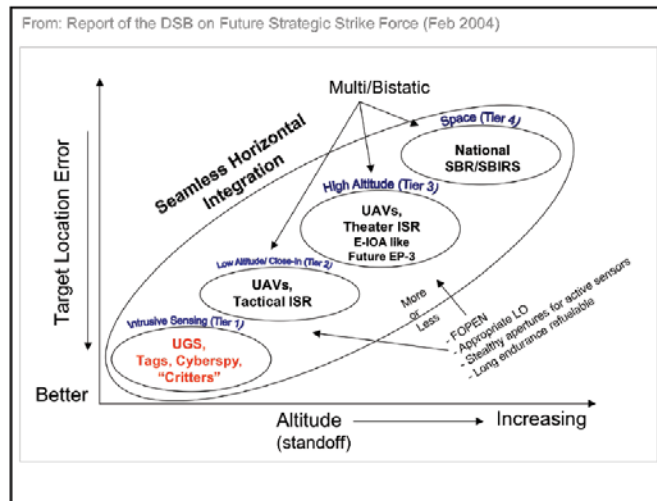 From: Report of the DSB on Future Strategic Strike Force (Feb 2004)
Multi/Bistatic
Space (Tier 4)
National
SBR/SBIRS
Seamless Horizontal
Integration
High Altitude (Tier 3)
UAVs,
Theater ISR
E-IOA like
Future EP-3
Target Location Error
Low Altitude/ Close-In (Tier 2)
UAVs,
Tactical ISR
More
or
Less
- FOPEN
- Appropriate LO
- Stealthy apertures for active sensors
- Long endurance refuelable
Intrusive Sensing (Tier 1)
UGS,
Tags, Cyberspy,
“Critters”
Better
Altitude
(standoff)
Increasing